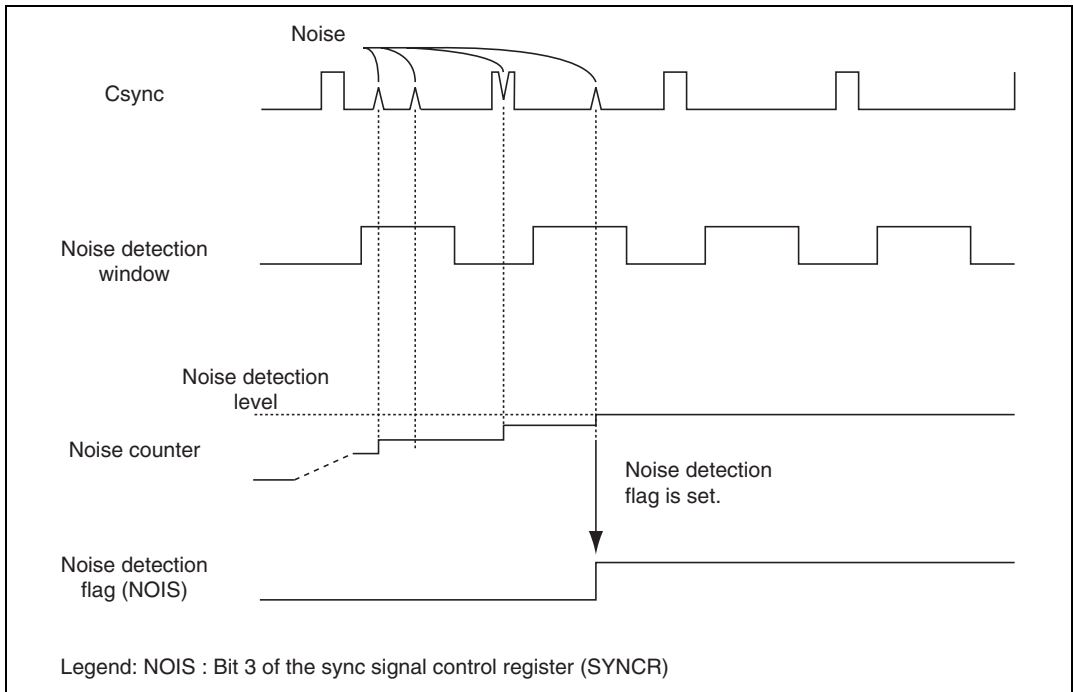 Noise
Csync
Noise detection
window
Noise detection
level
Noise counter
Noise detection
flag is set.
Noise detection
flag (NOIS)
Legend: NOIS : Bit 3 of the sync signal control register (SYNCR)